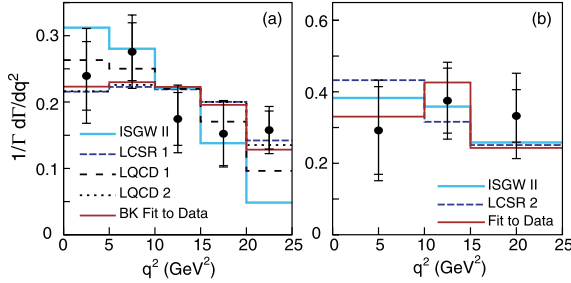 (a)
0.3
0.2
0.1
0
1/Γ dΓ/dq²
ISGW II
LCSR 1
LQCD 1
LQCD 2
BK Fit to Data
0 5 10 15 20 25
q² (GeV²)
(b)
0.6
0.4
0.2
0
ISGW II
LCSR 2
Fit to Data
0 5 10 15 20 25
q² (GeV²)